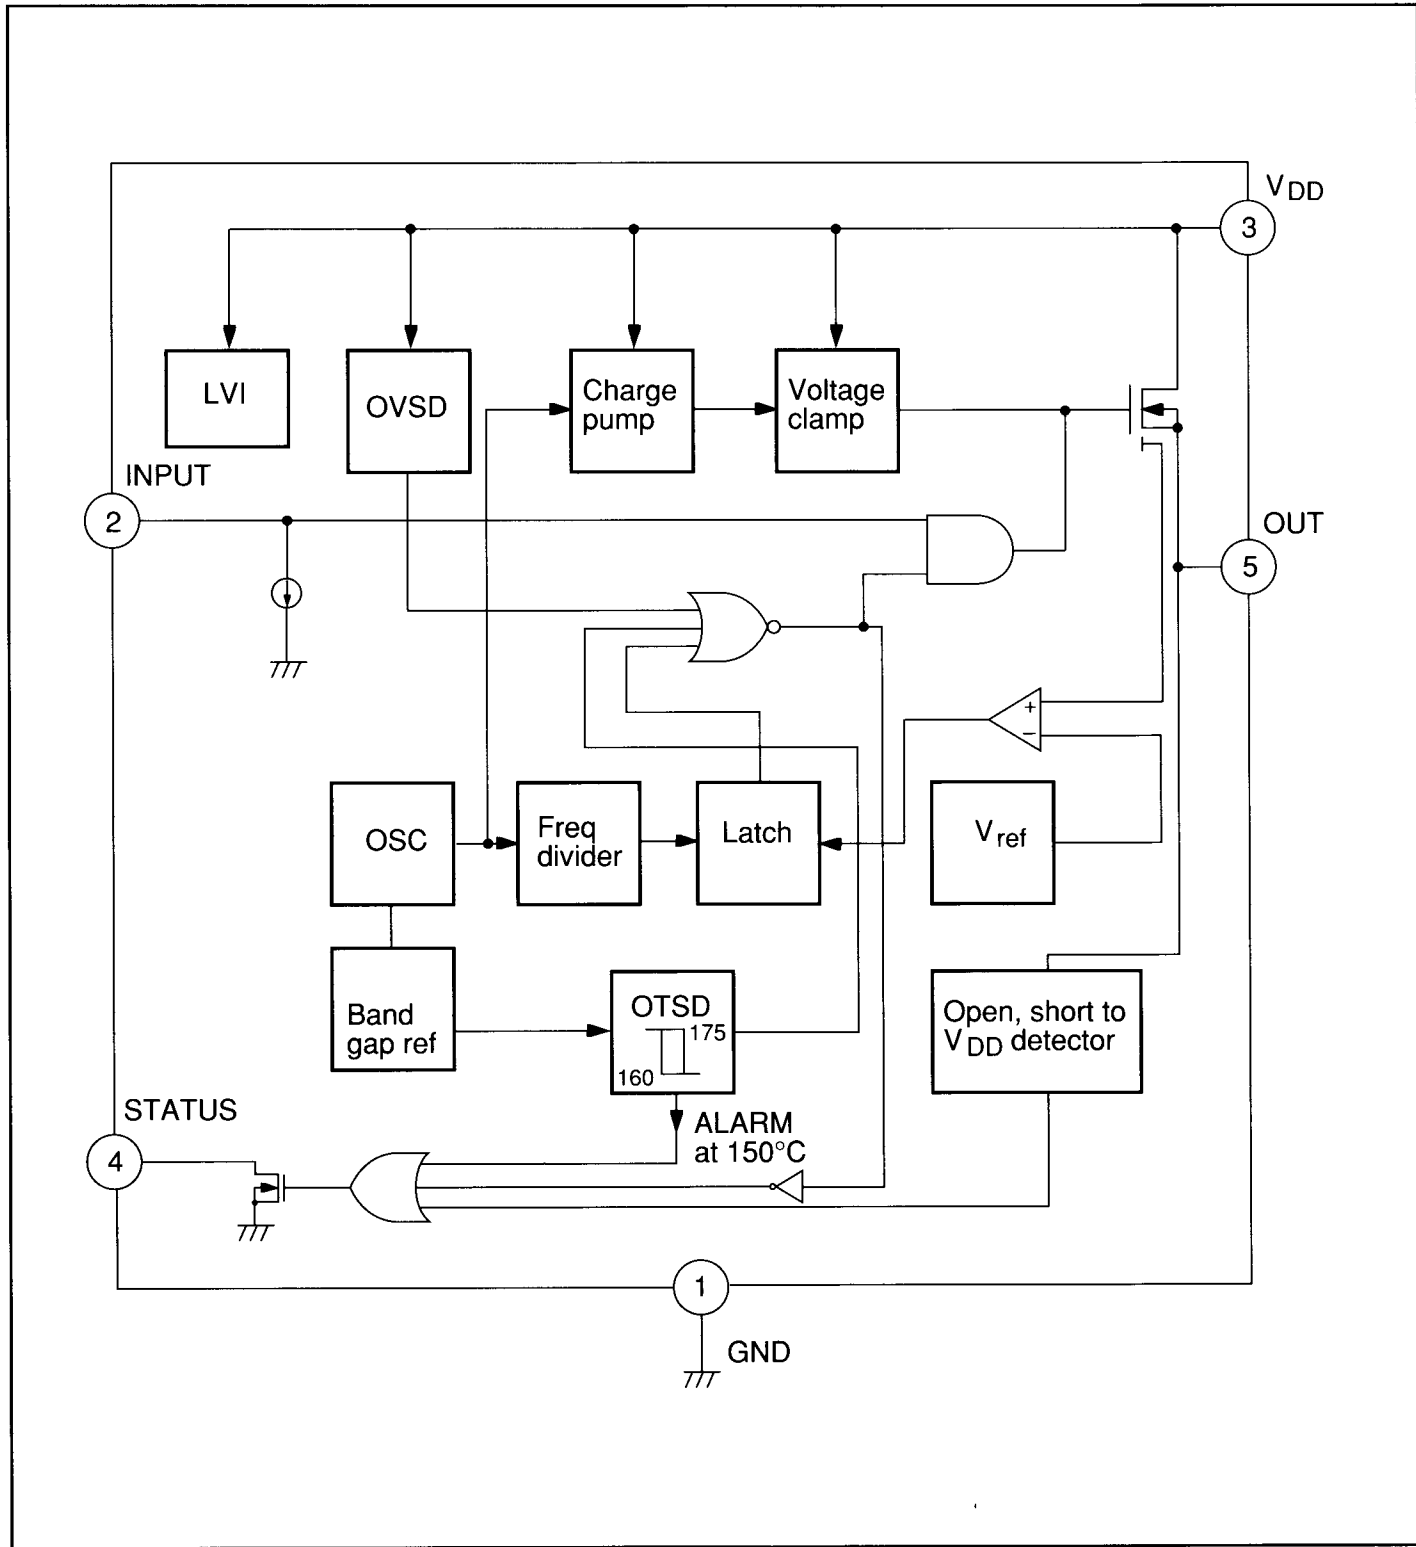 VDD
3
LVI
OVSD
Charge
pump
Voltage
clamp
INPUT
2
OUT
5
+
−
OSC
Freq
divider
Latch
Vref
Band
gap ref
OTSD
175
160
Open, short to
VDD detector
STATUS
ALARM
at 150°C
4
1
GND